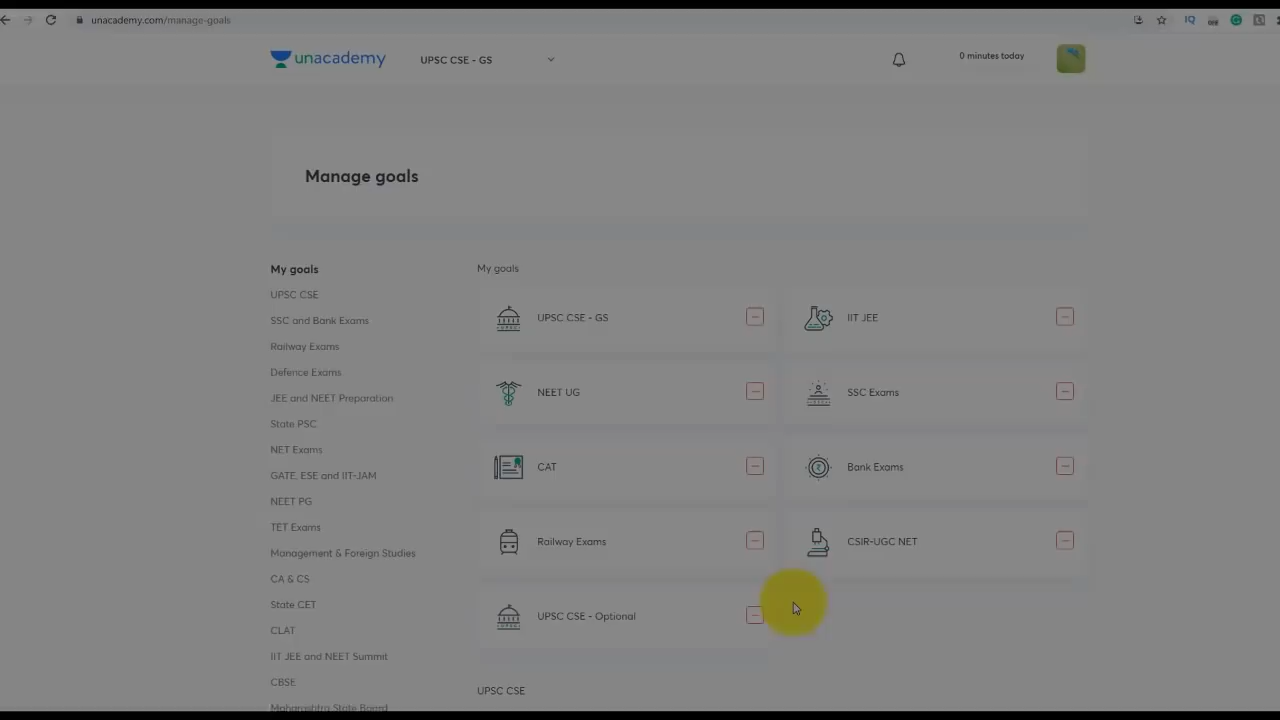 unacademy.com/manage-goals
unacademy
UPSC CSE - GS
0 minutes today
Manage goals
My goals
UPSC CSE
SSC and Bank Exams
Railway Exams
Defence Exams
JEE and NEET Preparation
State PSC
NET Exams
GATE, ESE and IIT-JAM
NEET PG
TET Exams
Management & Foreign Studies
CA & CS
State CET
CLAT
IIT JEE and NEET Summit
CBSE
Maharashtra State Board
My goals
UPSC CSE - GS
IIT JEE
NEET UG
SSC Exams
CAT
Bank Exams
Railway Exams
CSIR-UGC NET
UPSC CSE - Optional
UPSC CSE